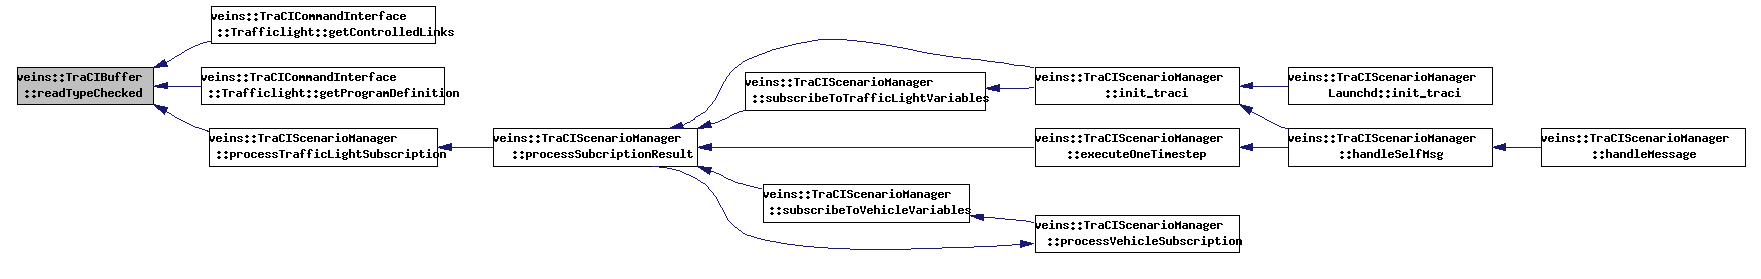 veins::TraCICommandInterface
::Trafficlight::getControlledLinks
veins::TraCIBuffer
::readTypeChecked
veins::TraCICommandInterface
::Trafficlight::getProgramDefinition
veins::TraCIScenarioManager
::processTrafficLightSubscription
veins::TraCIScenarioManager
::processSubcriptionResult
veins::TraCIScenarioManager
::subscribeToTrafficLightVariables
veins::TraCIScenarioManager
::subscribeToVehicleVariables
veins::TraCIScenarioManager
::init_traci
veins::TraCIScenarioManager
::executeOneTimestep
veins::TraCIScenarioManager
::processVehicleSubscription
veins::TraCIScenarioManager
Launchd::init_traci
veins::TraCIScenarioManager
::handleSelfMsg
veins::TraCIScenarioManager
::handleMessage